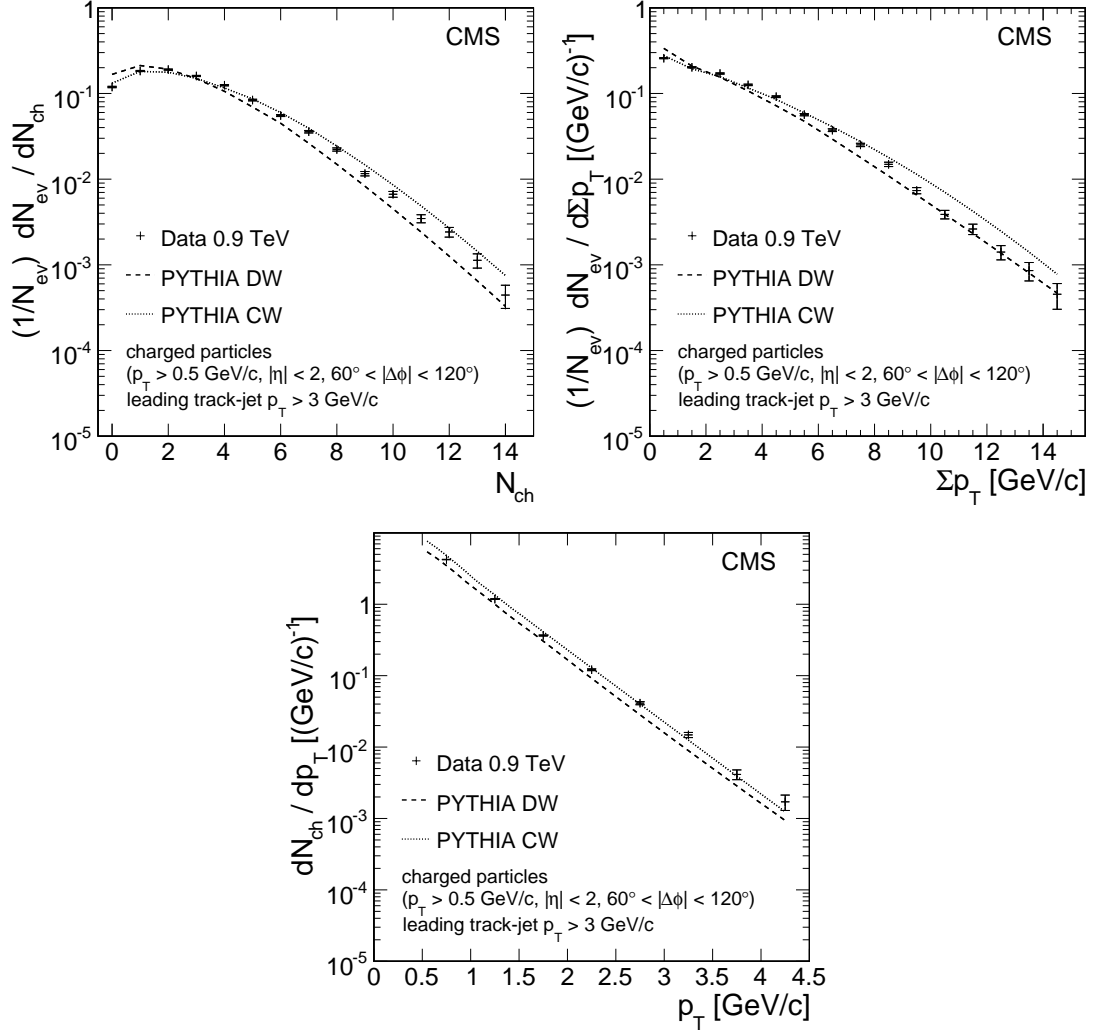 CMS
(1/N_ev) dN_ev / dN_ch
10^-1
10^-2
10^-3
10^-4
10^-5
Data 0.9 TeV
PYTHIA DW
PYTHIA CW
charged particles
(p_T > 0.5 GeV/c, |η| < 2, 60° < |Δϕ| < 120°)
leading track-jet p_T > 3 GeV/c
0 2 4 6 8 10 12 14
N_ch
CMS
(1/N_ev) dN_ev / dΣp_T [(GeV/c)^-1]
1
10^-1
10^-2
10^-3
10^-4
10^-5
Data 0.9 TeV
PYTHIA DW
PYTHIA CW
charged particles
(p_T > 0.5 GeV/c, |η| < 2, 60° < |Δϕ| < 120°)
leading track-jet p_T > 3 GeV/c
0 2 4 6 8 10 12 14
Σp_T [GeV/c]
CMS
dN_ch / dp_T [(GeV/c)^-1]
1
10^-1
10^-2
10^-3
10^-4
10^-5
Data 0.9 TeV
PYTHIA DW
PYTHIA CW
charged particles
(p_T > 0.5 GeV/c, |η| < 2, 60° < |Δϕ| < 120°)
leading track-jet p_T > 3 GeV/c
0 0.5 1 1.5 2 2.5 3 3.5 4 4.5
p_T [GeV/c]